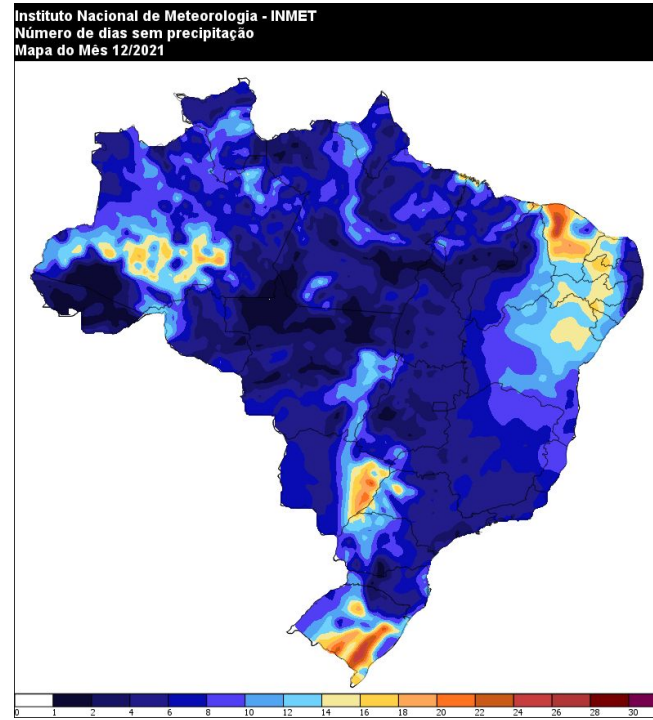 Instituto Nacional de Meteorologia - INMET
Número de dias sem precipitação
Mapa do Mês 12/2021
0 1 2 4 6 8 10 12 14 16 18 20 22 24 26 28 30